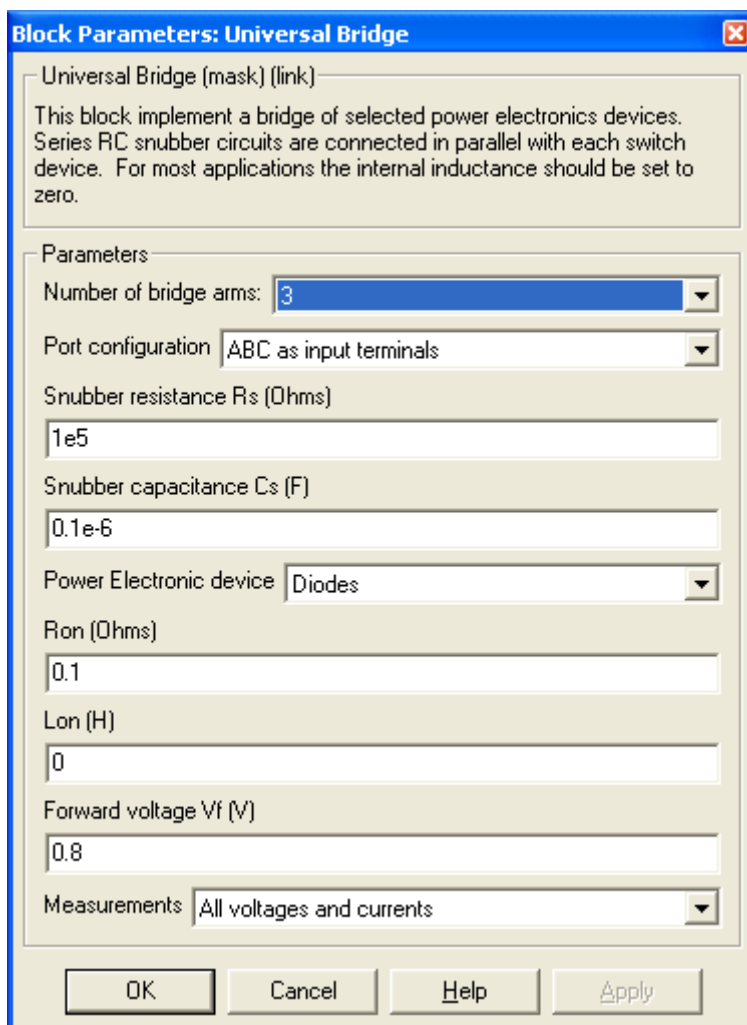 Block Parameters: Universal Bridge
Universal Bridge (mask) (link)
This block implement a bridge of selected power electronics devices.
Series RC snubber circuits are connected in parallel with each switch
device.  For most applications the internal inductance should be set to
zero.
Parameters
Number of bridge arms: 3
Port configuration ABC as input terminals
Snubber resistance Rs (Ohms)
1e5
Snubber capacitance Cs (F)
0.1e-6
Power Electronic device Diodes
Ron (Ohms)
0.1
Lon (H)
0
Forward voltage Vf (V)
0.8
Measurements All voltages and currents
OK Cancel Help Apply